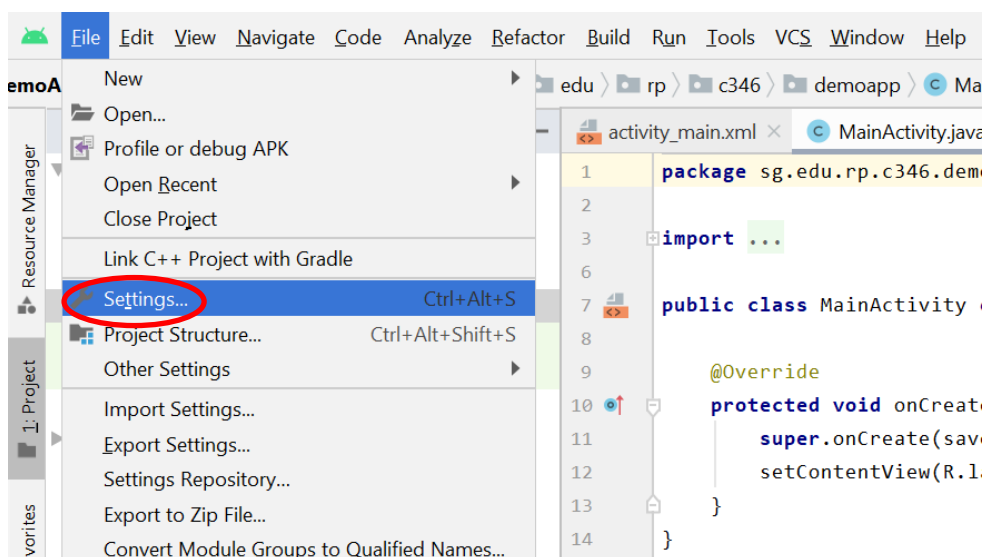 File Edit View Navigate Code Analyze Refactor Build Run Tools VCS Window Help
emoA edu rp c346 demoapp C Ma
New
Open...
Profile or debug APK
Open Recent
Close Project
Link C++ Project with Gradle
Settings... Ctrl+Alt+S
Project Structure... Ctrl+Alt+Shift+S
Other Settings
Import Settings...
Export Settings...
Settings Repository...
Export to Zip File...
Convert Module Groups to Qualified Names...
Resource Manager
1: Project
vorites
activity_main.xml C MainActivity.java
1 package sg.edu.rp.c346.demo
2
3 import ...
6
7 public class MainActivity
8
9 @Override
10 protected void onCreate
11 super.onCreate(save
12 setContentView(R.la
13 }
14 }